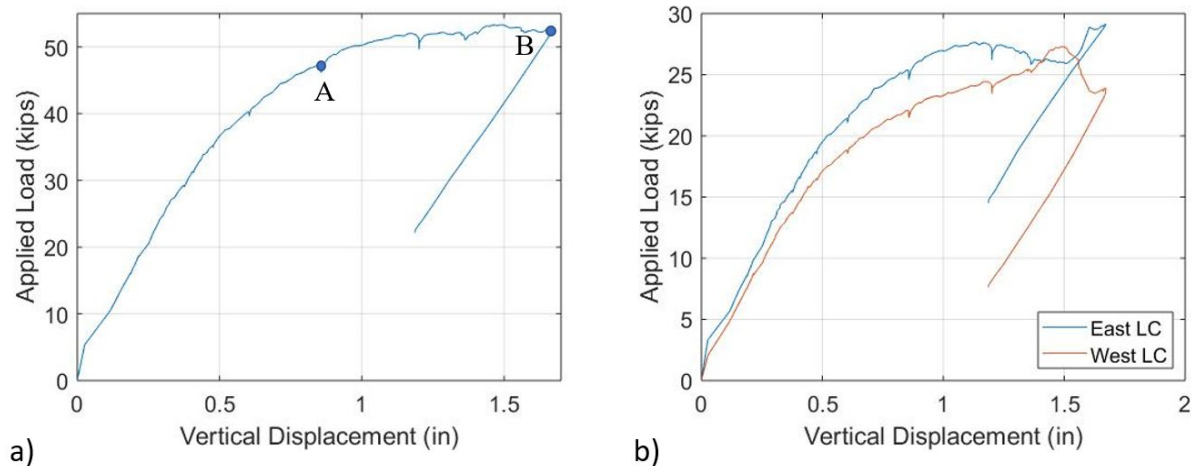 50
40
30
20
10
0
0
0.5
1
1.5
Applied Load (kips)
Vertical Displacement (in)
A
B
a)
30
25
20
15
10
5
0
0
0.5
1
1.5
2
Applied Load (kips)
Vertical Displacement (in)
East LC
West LC
b)